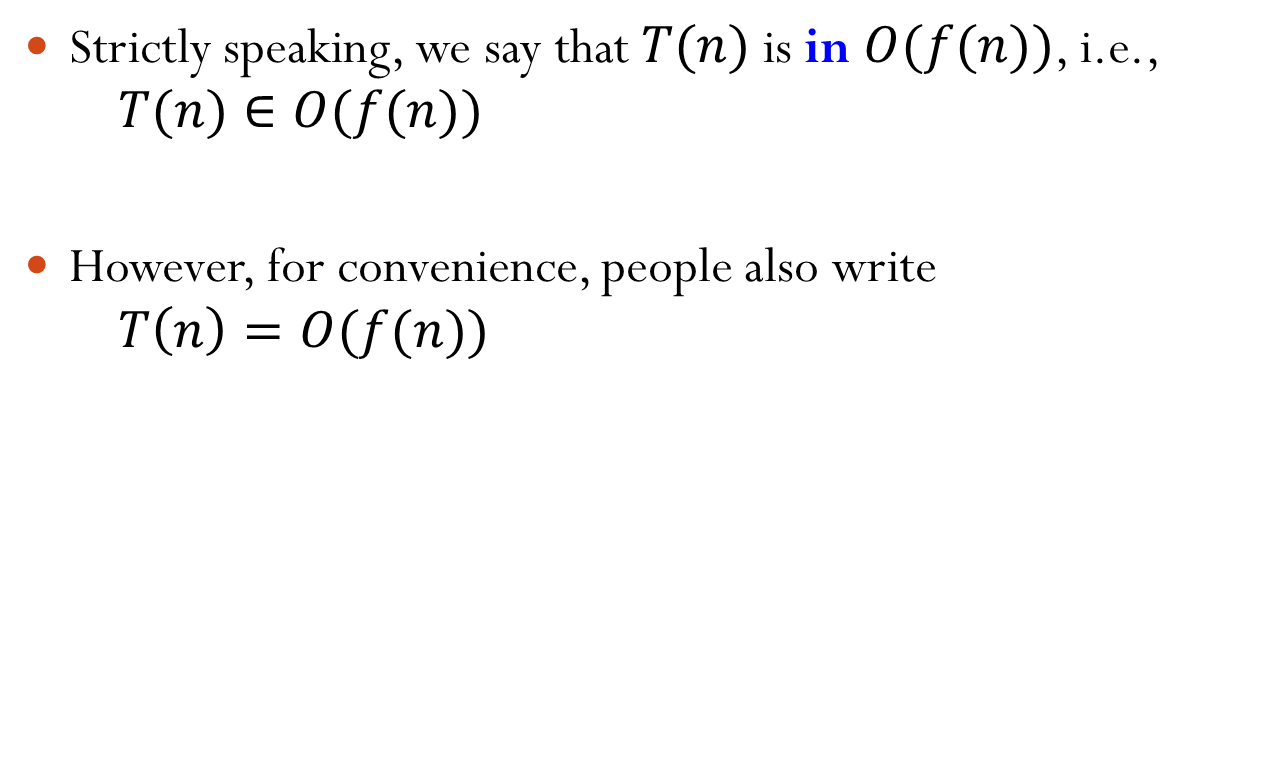 • Strictly speaking, we say that T(n) is in O(f(n)), i.e.,
T(n) ∈ O(f(n))
• However, for convenience, people also write
T(n) = O(f(n))